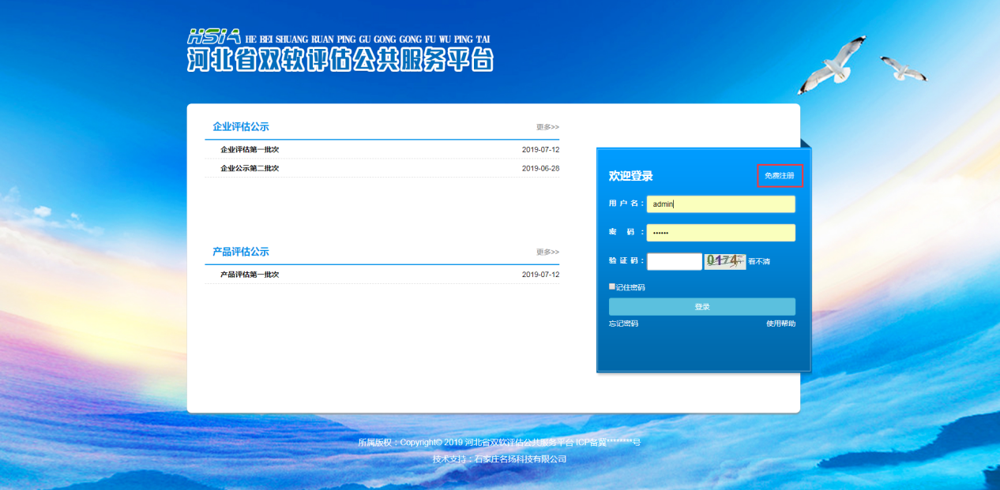 HSIA HE BEI SHUANG RUAN PING GU GONG GONG FU WU PING TAI
河北省双软评估公共服务平台
企业评估公示 更多>>
企业评估第一批次 2019-07-12
企业公示第二批次 2019-06-28
产品评估公示 更多>>
产品评估第一批次 2019-07-12
欢迎登录 免费注册
用户名： admin
密码： ••••••
验证码： 0174 看不清
记住密码
登录
忘记密码 使用帮助
所属版权：Copyright© 2019 河北省双软评估公共服务平台 ICP备冀********号
技术支持：石家庄名扬科技有限公司